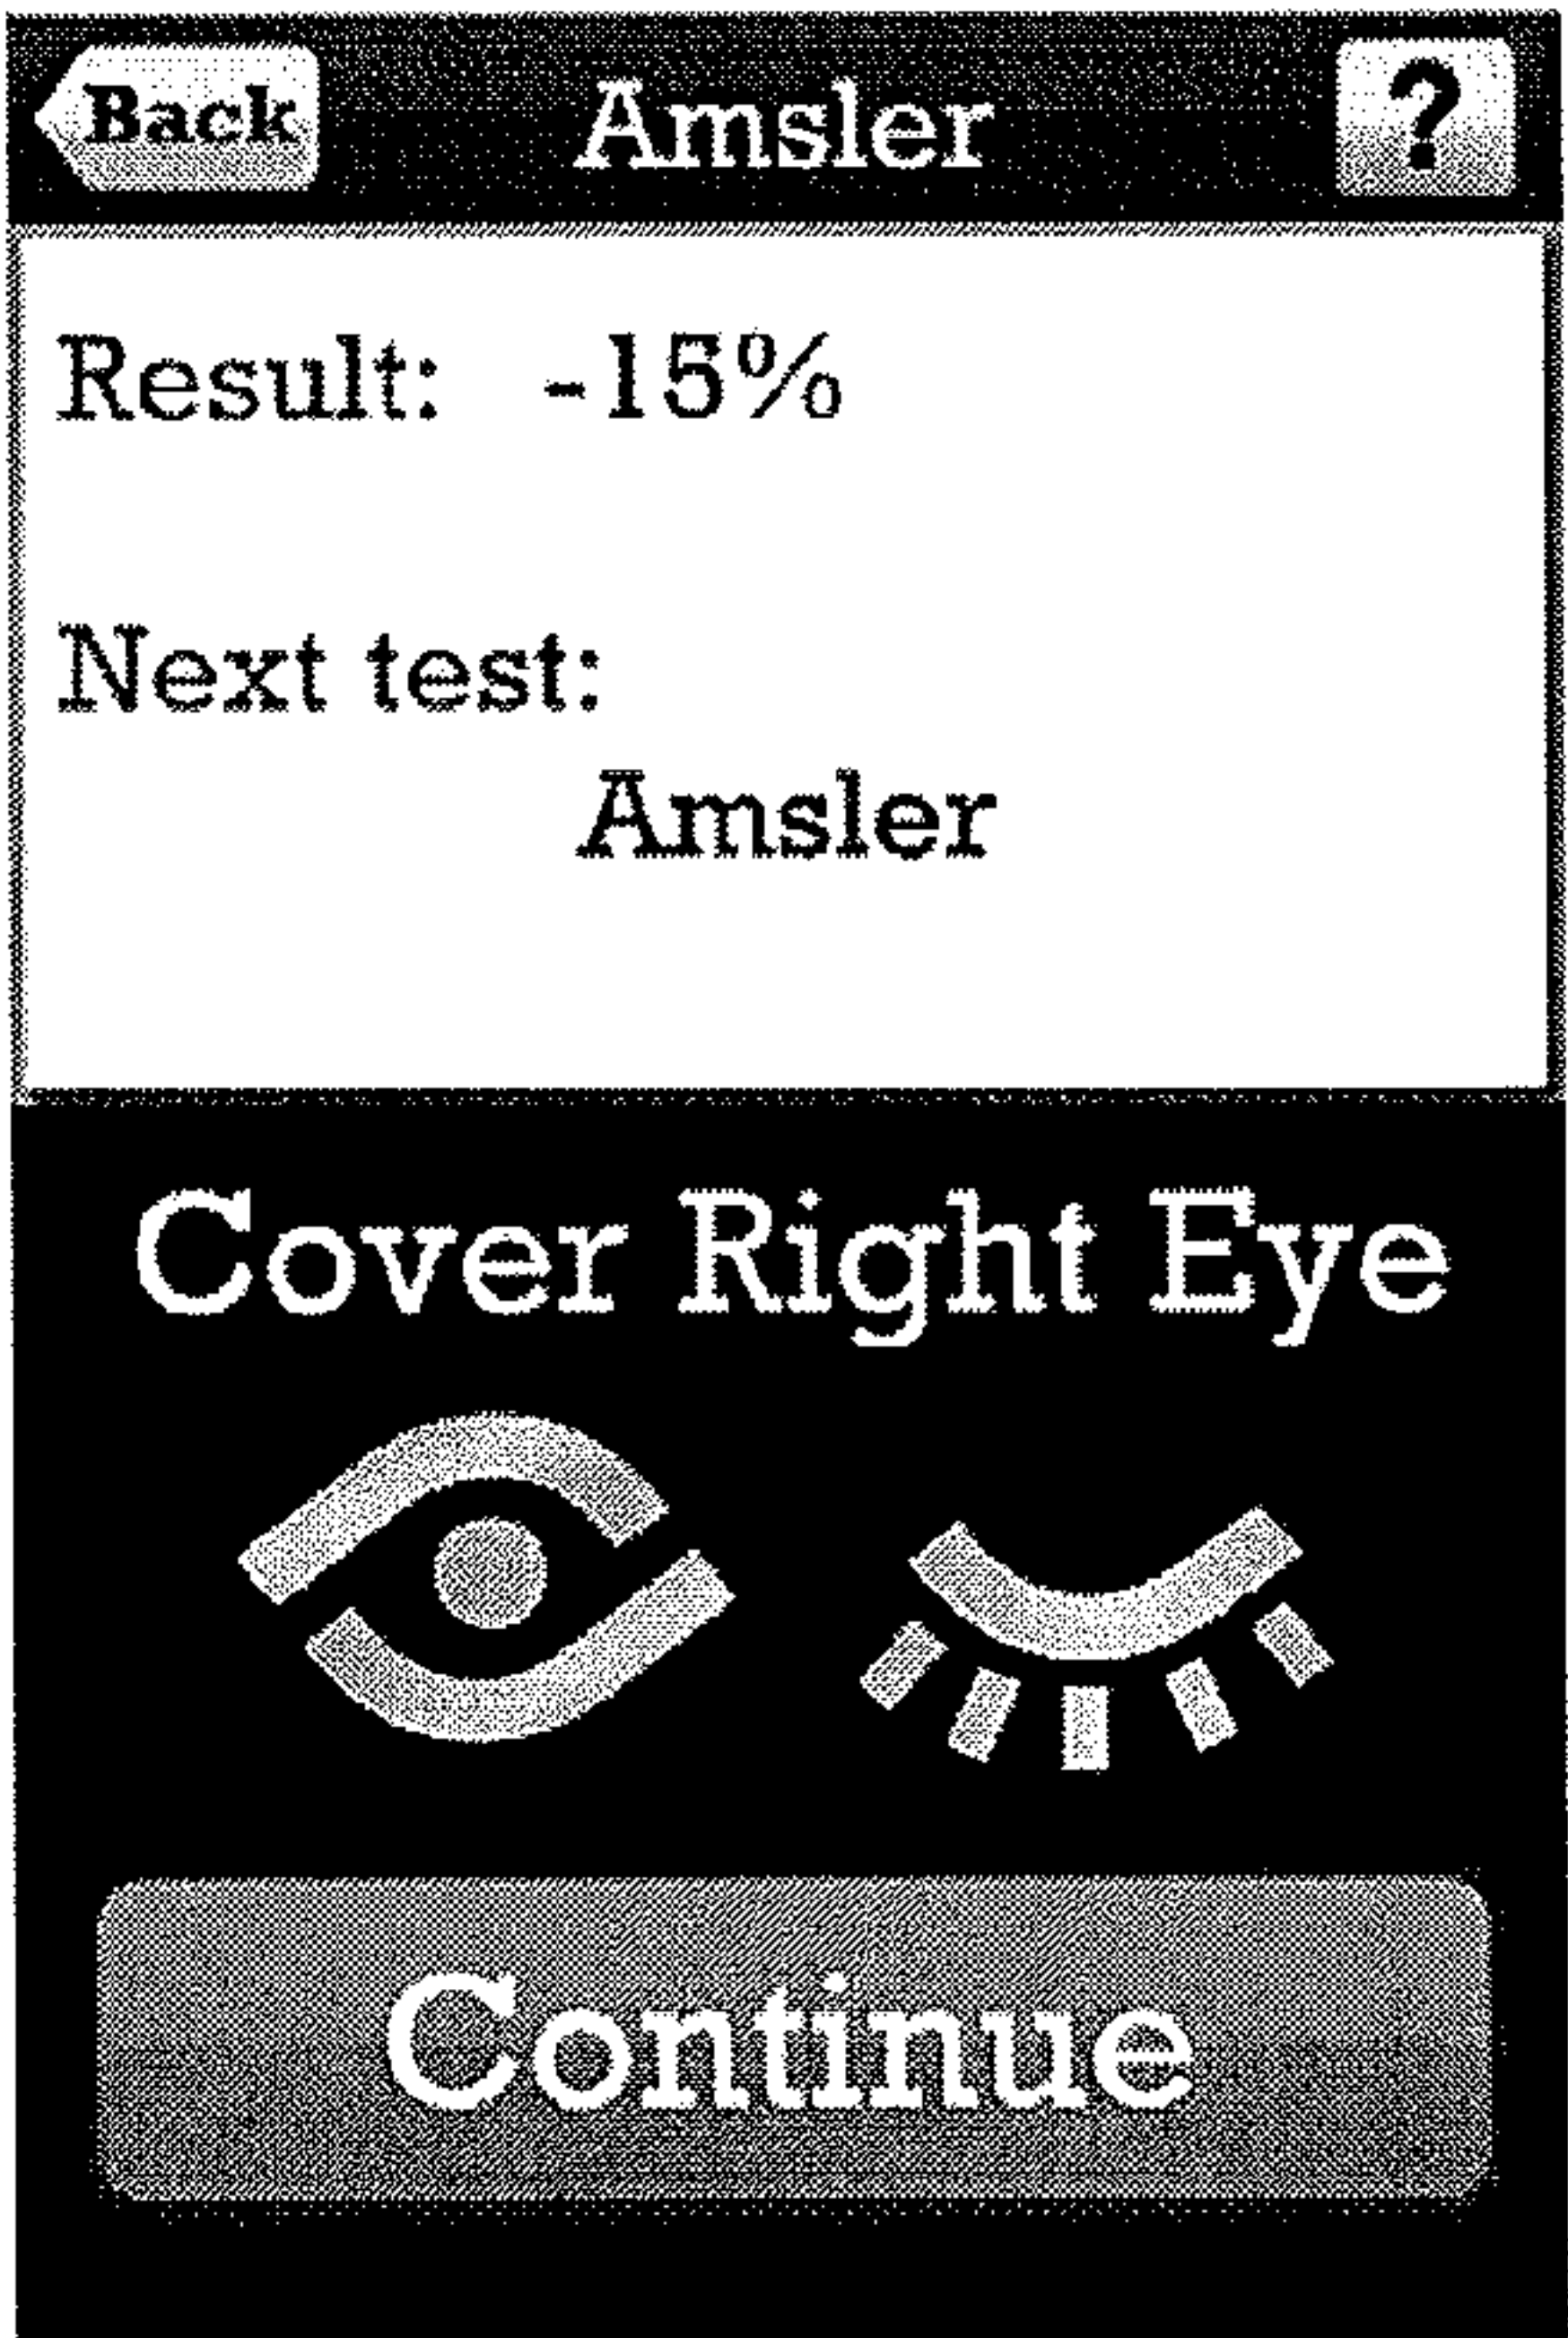 Back Amsler ?
Result: -15%
Next test:
Amsler
Cover Right Eye
Continue